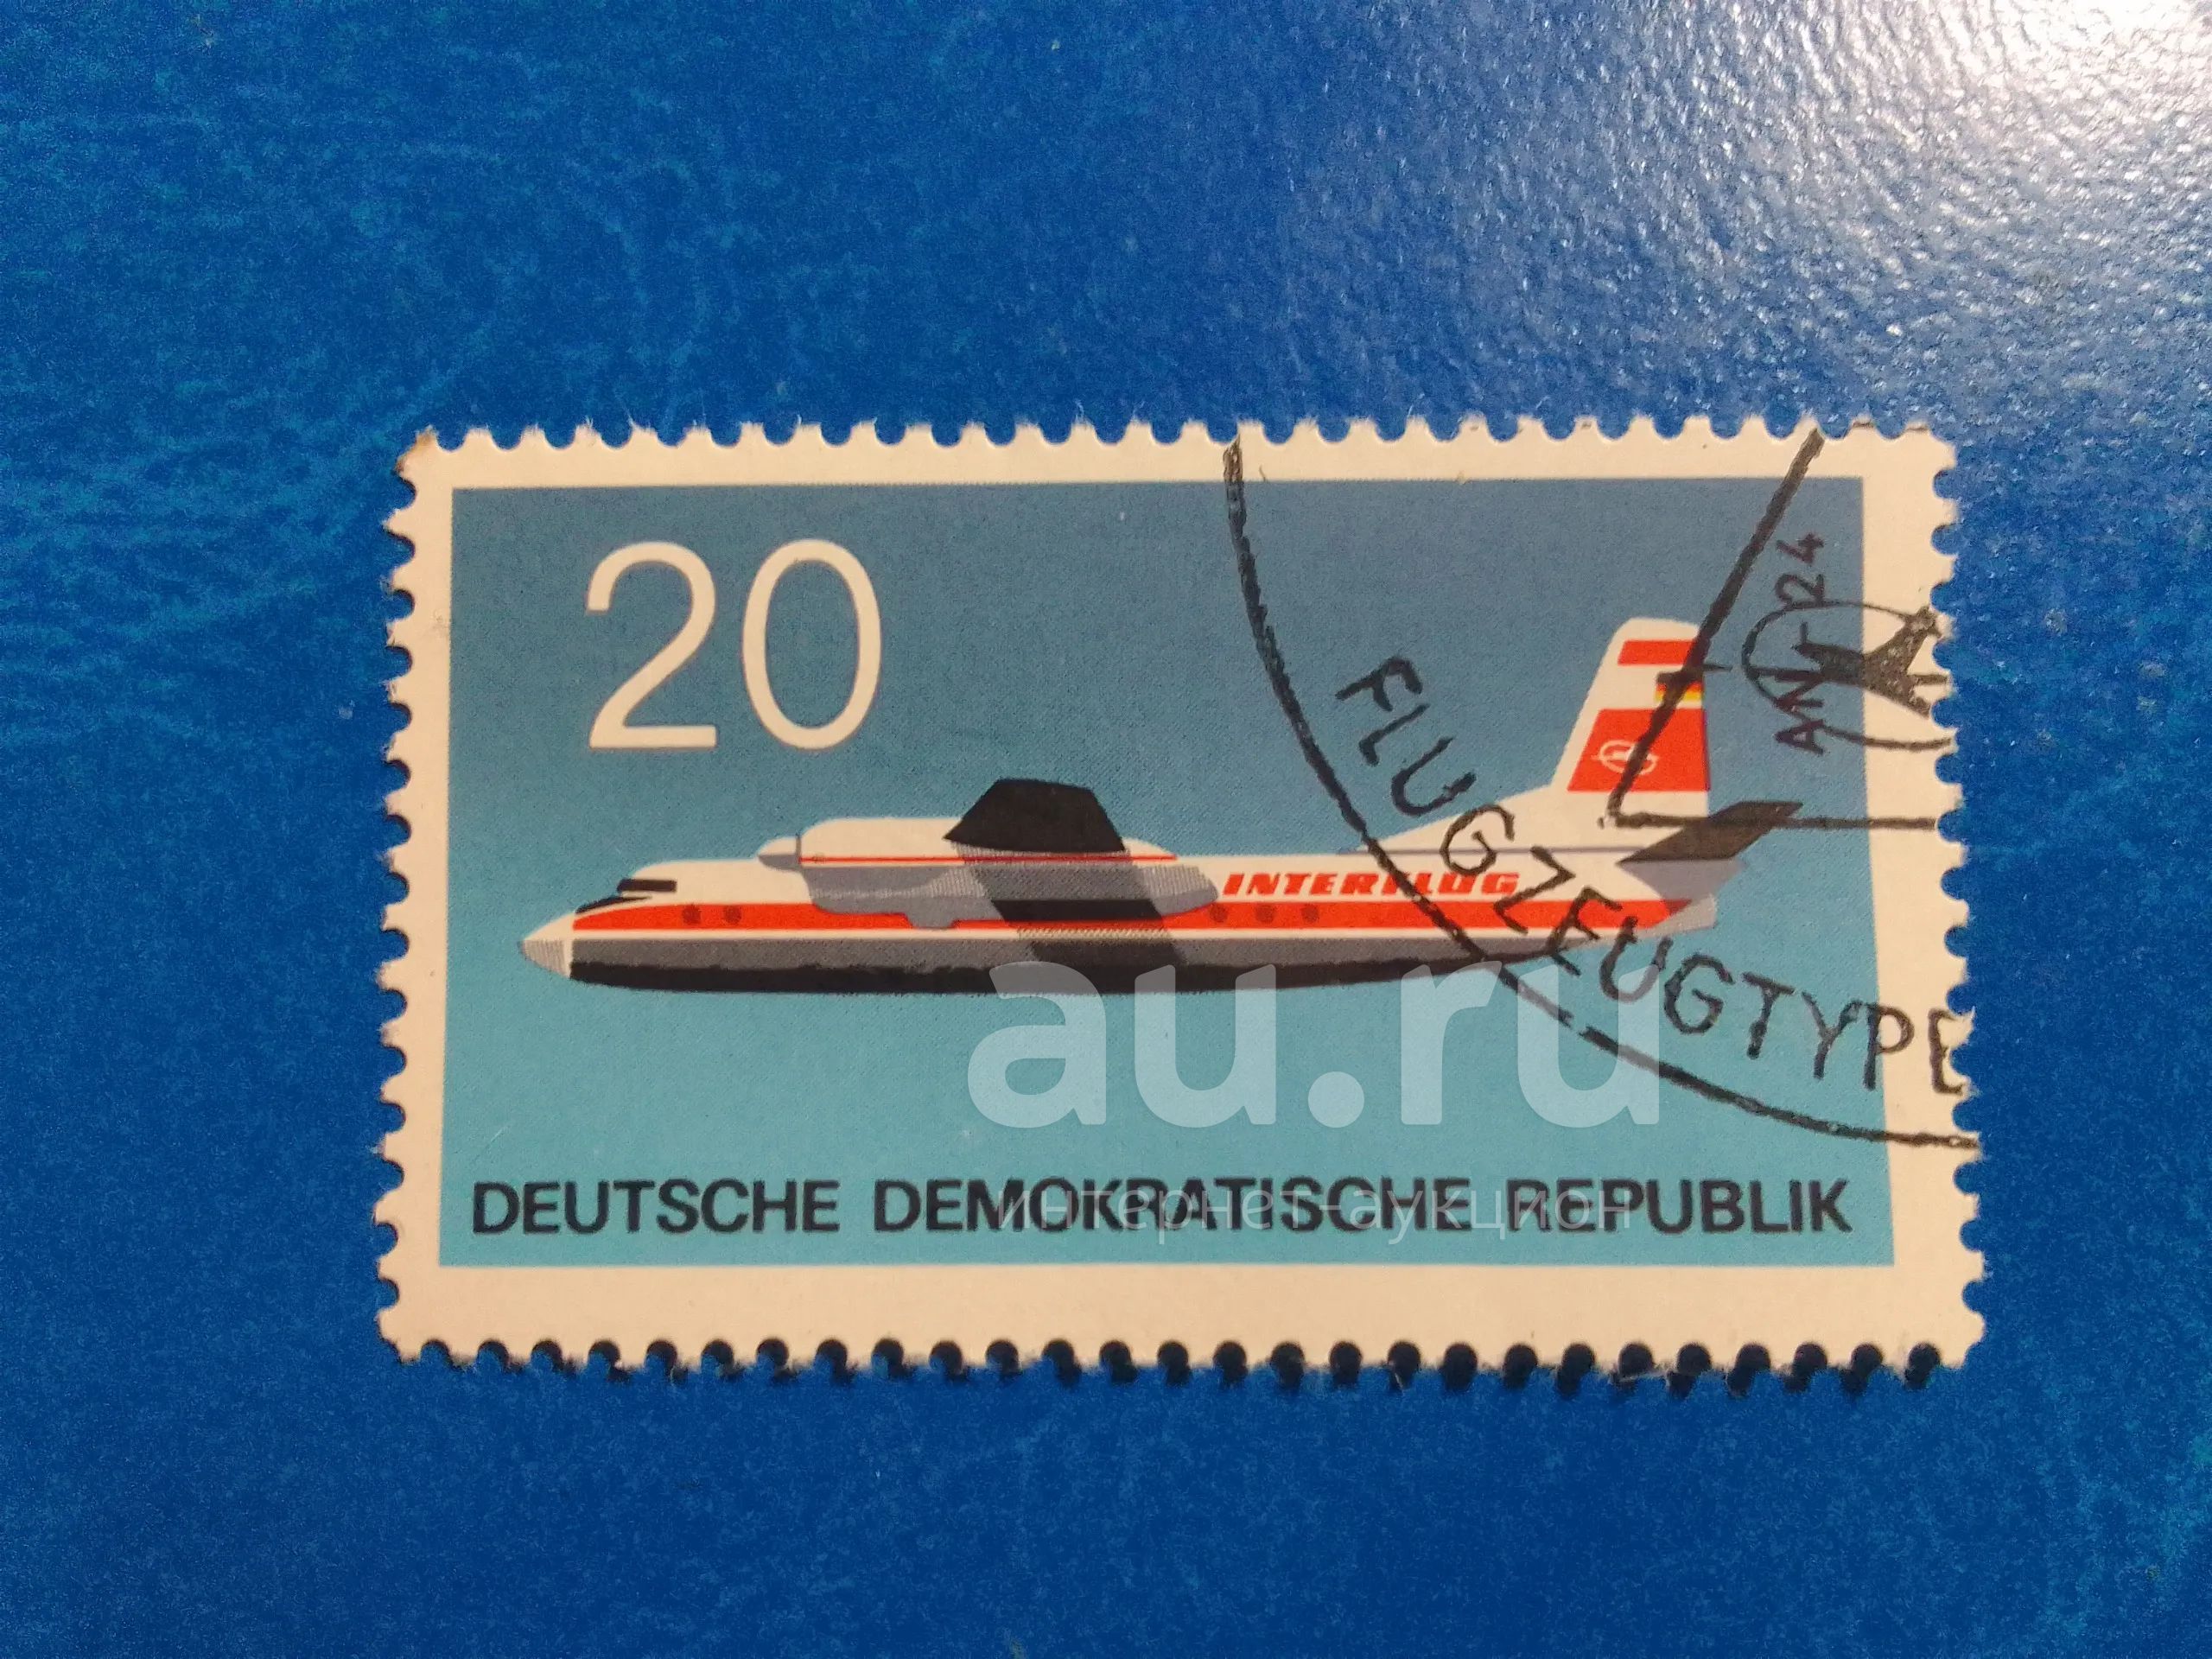 20
AN 24
INTERFLUG
FLUGZEUGTYPE
au.ru
интернет-аукцион
DEUTSCHE DEMOKRATISCHE REPUBLIK